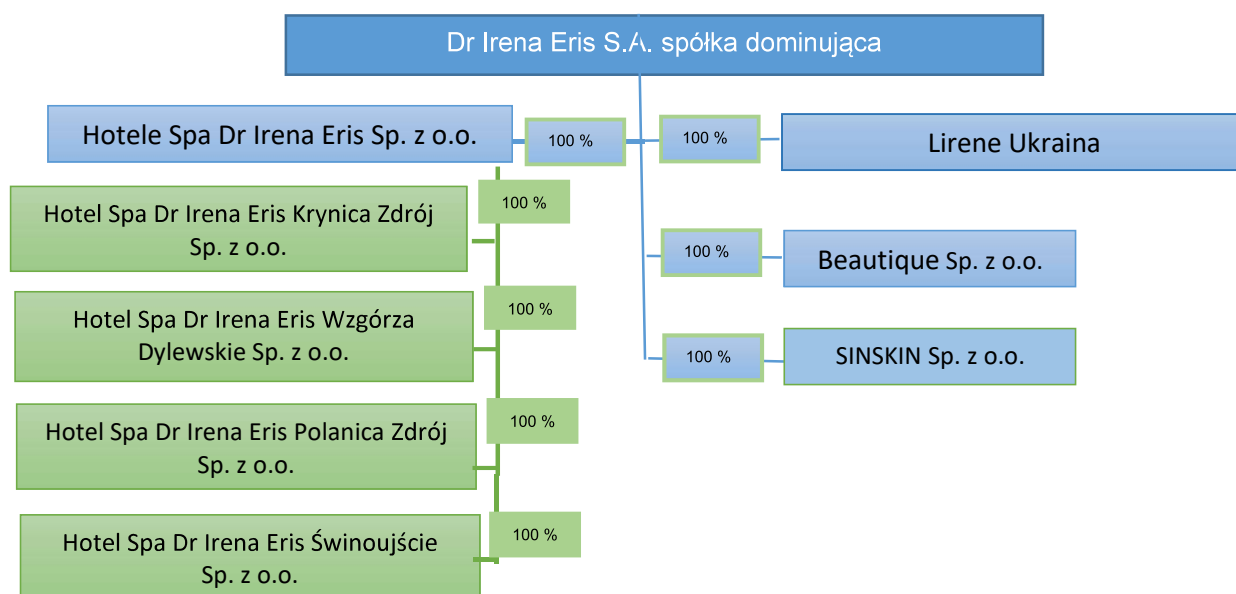 Dr Irena Eris S.A. spółka dominująca
Hotele Spa Dr Irena Eris Sp. z o.o.
100 %
100 %
Lirene Ukraina
Hotel Spa Dr Irena Eris Krynica Zdrój
Sp. z o.o.
100 %
100 %
Beautique Sp. z o.o.
Hotel Spa Dr Irena Eris Wzgórza
Dylewskie Sp. z o.o.
100 %
100 %
SINSKIN Sp. z o.o.
Hotel Spa Dr Irena Eris Polanica Zdrój
Sp. z o.o.
100 %
Hotel Spa Dr Irena Eris Świnoujście
Sp. z o.o.
100 %